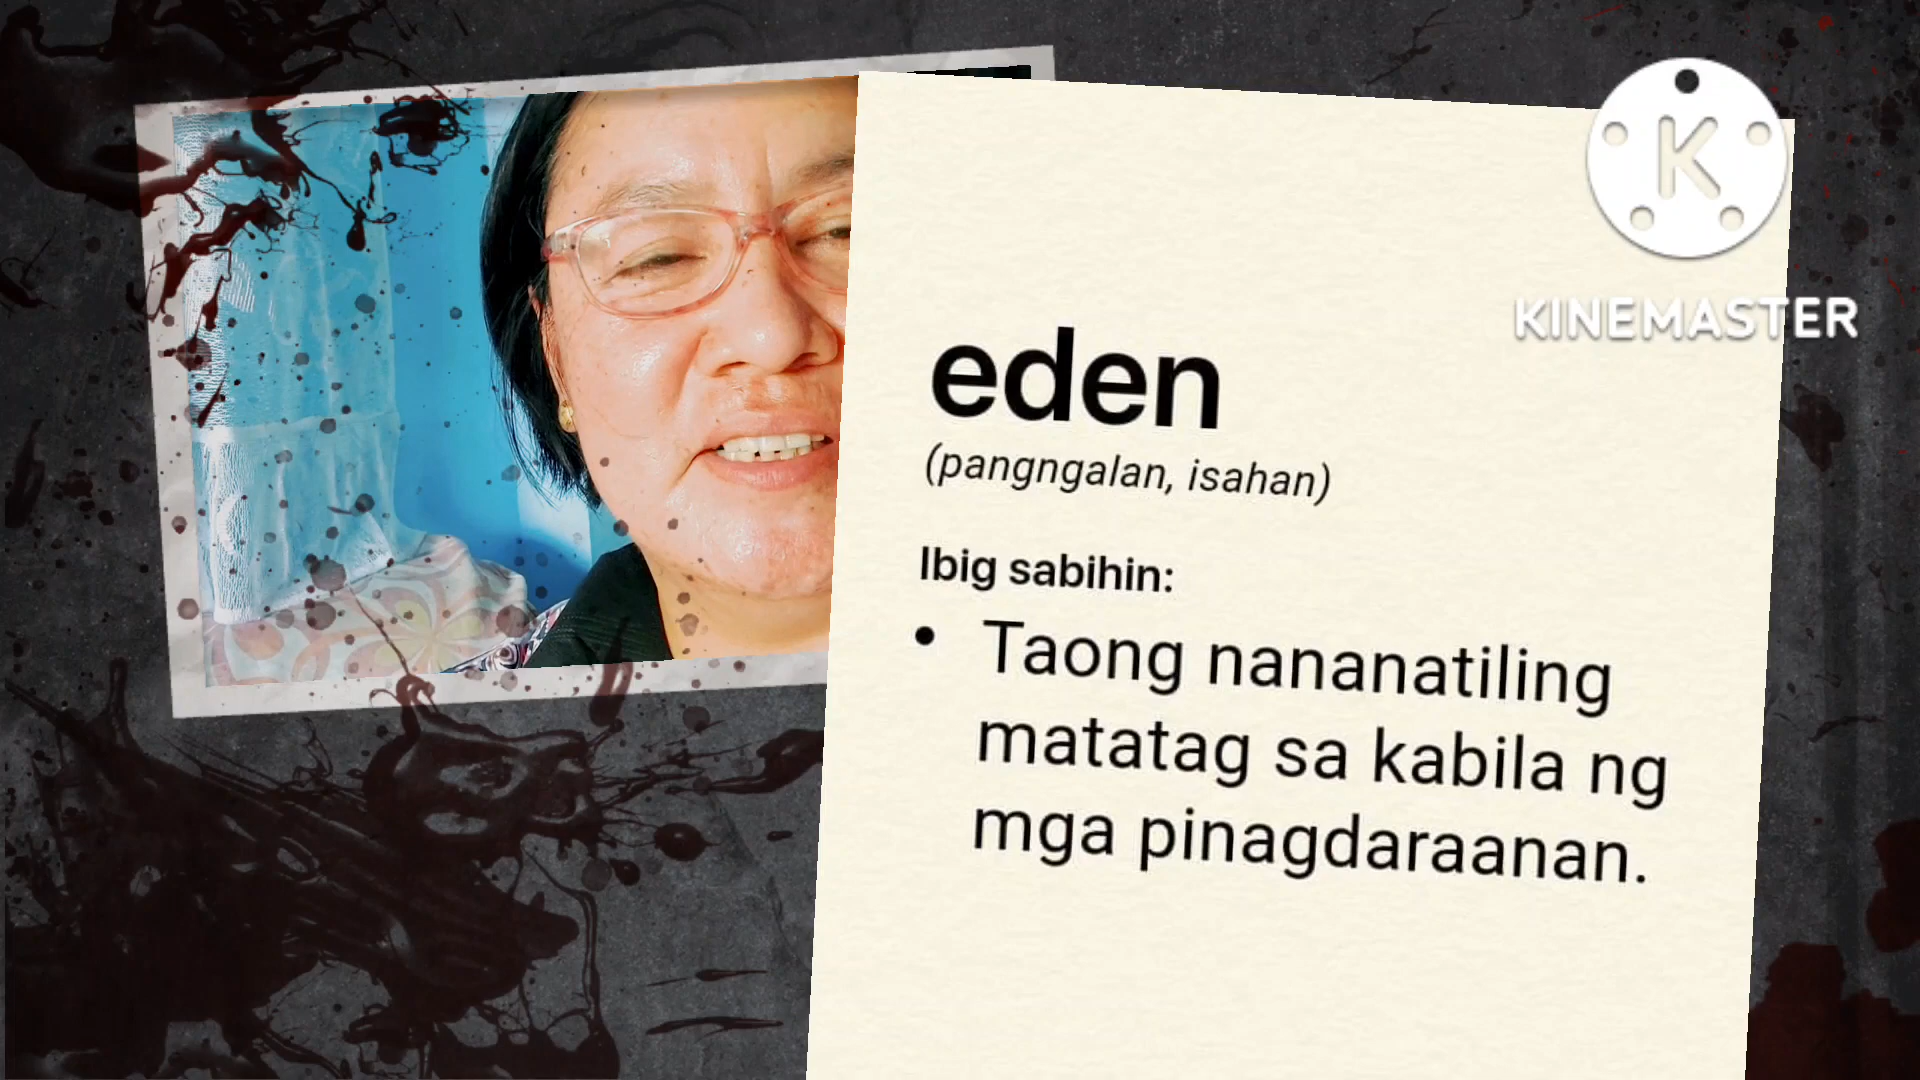 eden
(pangngalan, isahan)
Ibig sabihin:
• Taong nananatiling
matatag sa kabila ng
mga pinagdaraanan.
K
KINEMASTER